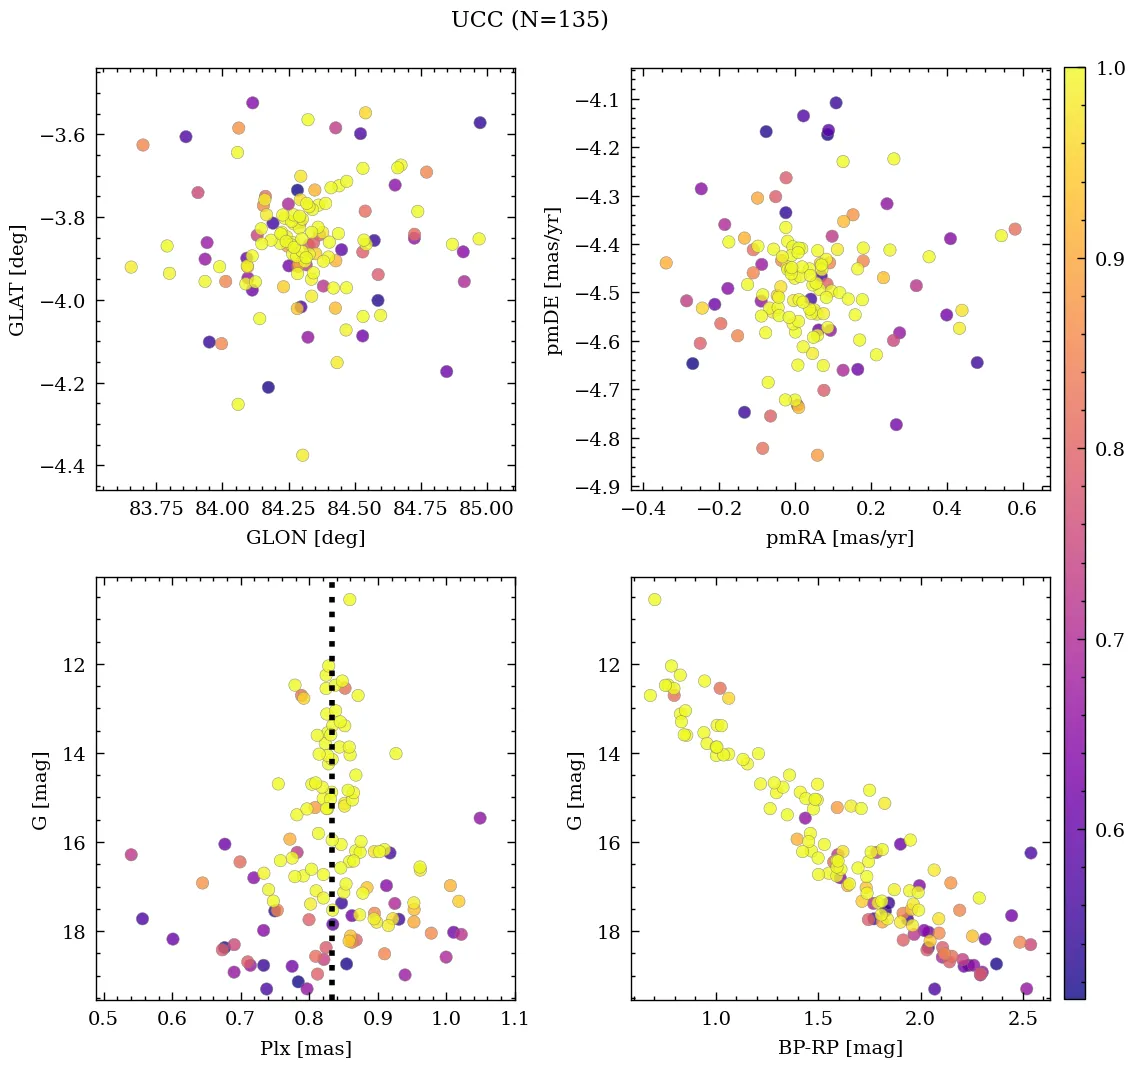 UCC (N=135)
−3.6
−3.8
−4.0
−4.2
−4.4
GLAT [deg]
83.75 84.00 84.25 84.50 84.75 85.00
GLON [deg]
−4.1
−4.2
−4.3
−4.4
−4.5
−4.6
−4.7
−4.8
−4.9
pmDE [mas/yr]
−0.4 −0.2 0.0 0.2 0.4 0.6
pmRA [mas/yr]
1.0
0.9
0.8
0.7
0.6
12
14
16
18
G [mag]
0.5 0.6 0.7 0.8 0.9 1.0 1.1
Plx [mas]
12
14
16
18
G [mag]
1.0 1.5 2.0 2.5
BP-RP [mag]